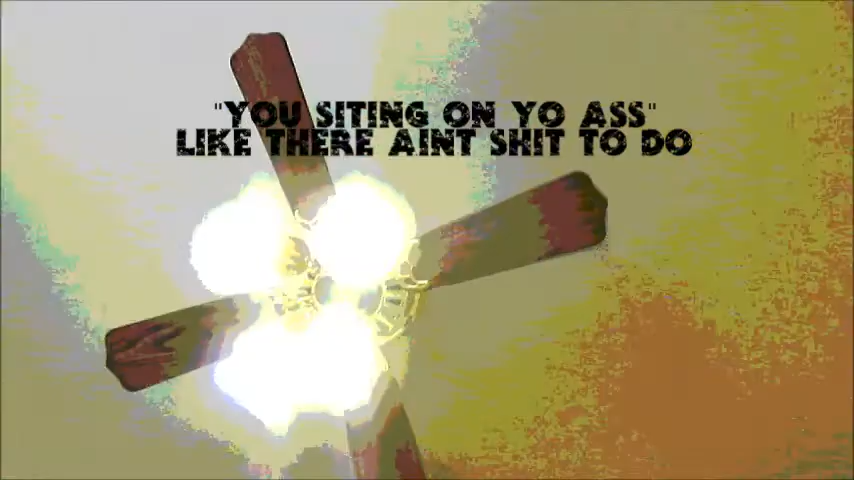 "YOU SITING ON YO ASS"
LIKE THERE AINT SHIT TO DO